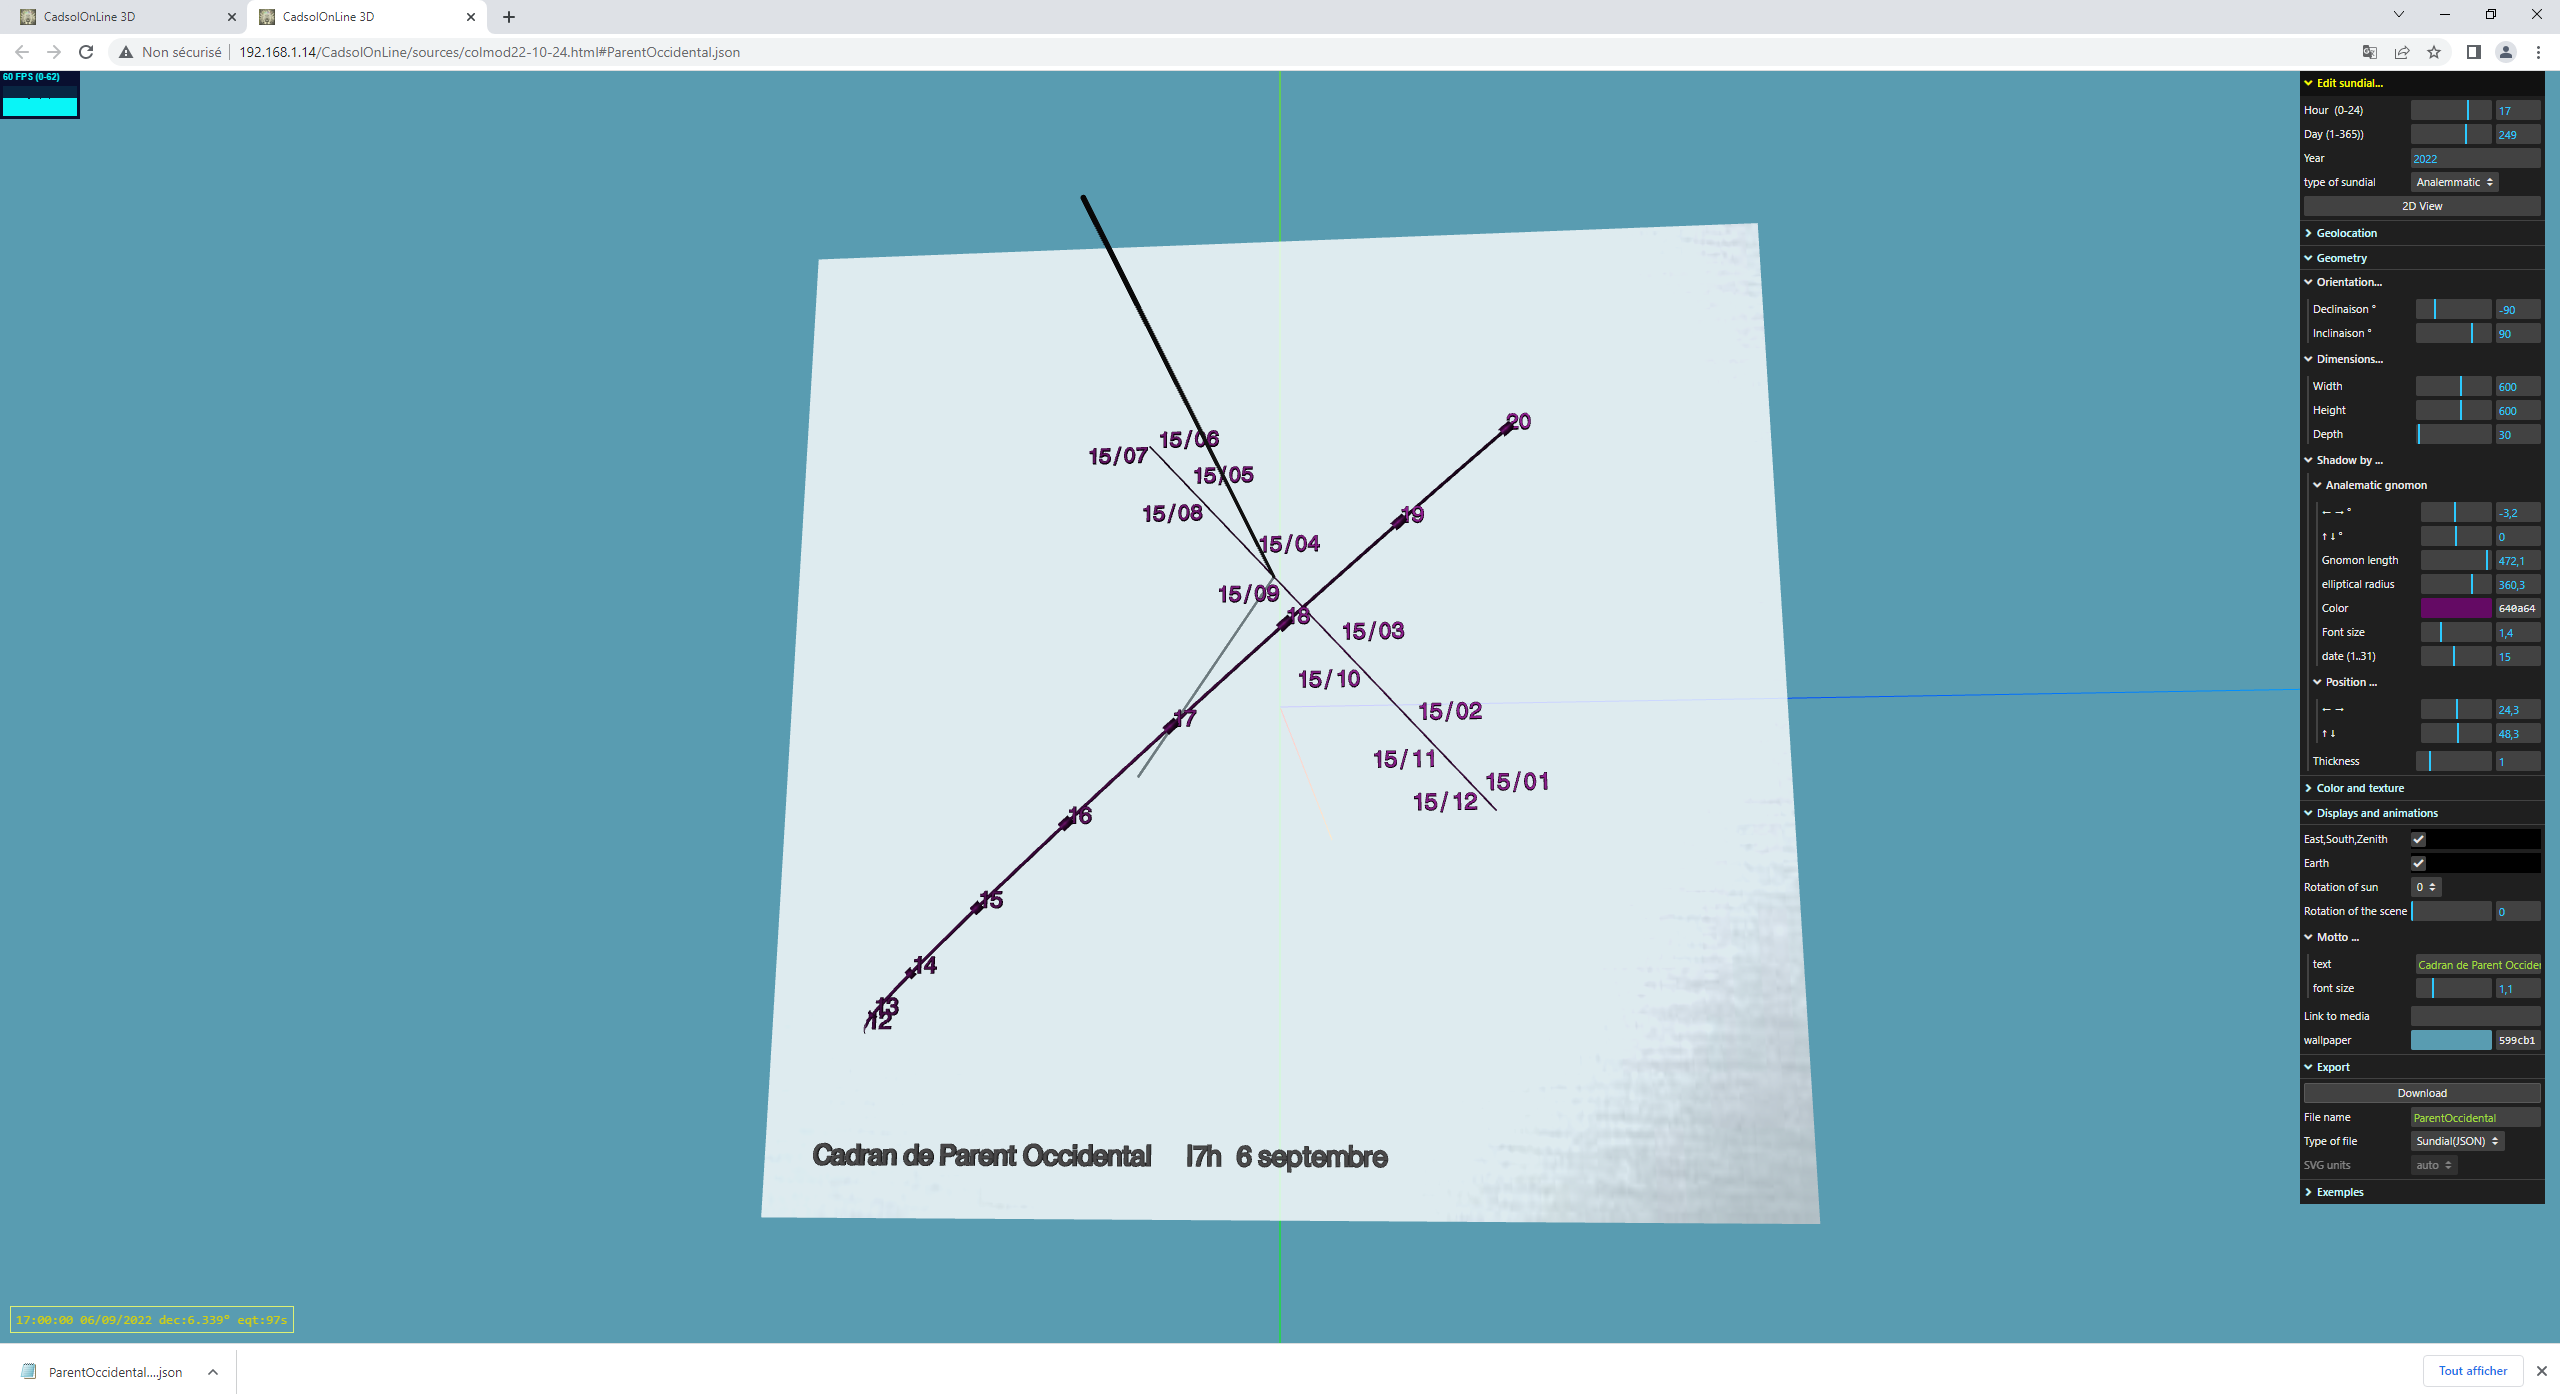 CadsolOnLine 3D
CadsolOnLine 3D
Non sécurisé
192.168.1.14/CadsolOnLine/sources/colmod22-10-24.html#ParentOccidental.json
60 FPS (0-62)
Edit sundial...
Hour (0-24) 17
Day (1-365)) 249
Year 2022
type of sundial Analemmatic
2D View
Geolocation
Geometry
Orientation...
Declinaison ° -90
Inclinaison ° 90
Dimensions...
Width 600
Height 600
Depth 30
Shadow by ...
Analematic gnomon
←→° -3,2
↑↓° 0
Gnomon length 472,1
elliptical radius 360,3
Color 640a64
Font size 1,4
date (1..31) 15
Position ...
←→ 24,3
↑↓ 48,3
Thickness 1
Color and texture
Displays and animations
East,South,Zenith
Earth
Rotation of sun 0
Rotation of the scene 0
Motto ...
text Cadran de Parent Occiden
font size 1,1
Link to media
wallpaper 599cb1
Export
Download
File name ParentOccidental
Type of file Sundial(JSON)
SVG units auto
Exemples
20
15/06
15/07
15/05
15/08
19
15/04
15/09
18
15/03
15/10
15/02
17
15/11
15/01
15/12
16
15
14
13
12
Cadran de Parent Occidental 17h 6 septembre
17:00:00 06/09/2022 dec:6.339° eqt:97s
ParentOccidental....json
Tout afficher